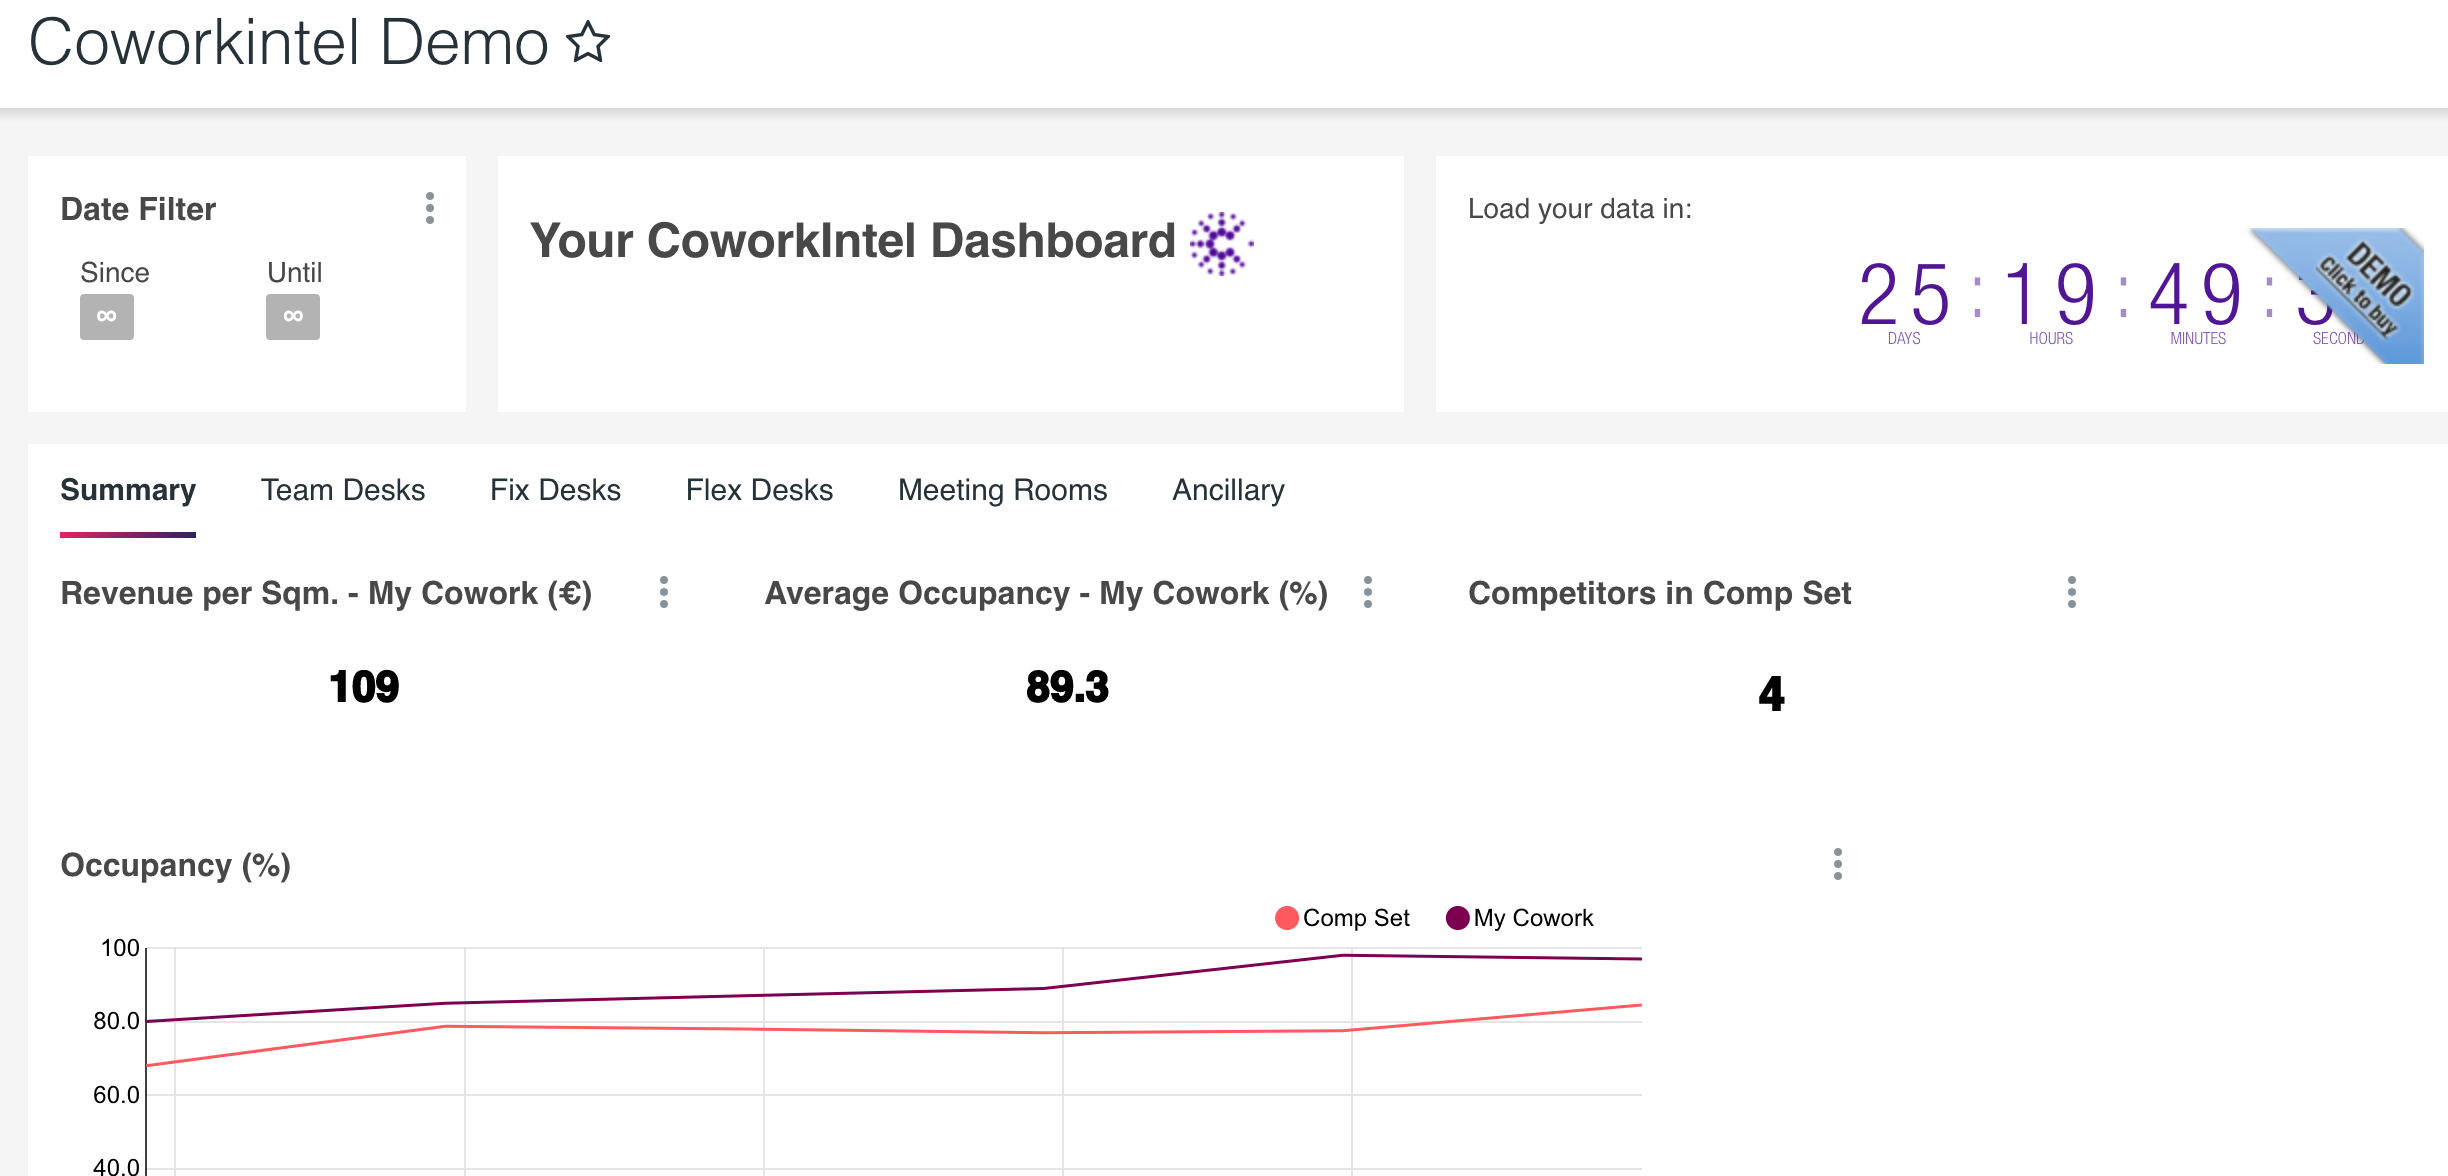 Coworkintel Demo
Date Filter
Since
Until
∞
∞
Your CoworkIntel Dashboard
Load your data in:
25 : 19 : 49 :
DAYS
HOURS
MINUTES
DEMO
Click to buy
Summary
Team Desks
Fix Desks
Flex Desks
Meeting Rooms
Ancillary
Revenue per Sqm. - My Cowork (€)
Average Occupancy - My Cowork (%)
Competitors in Comp Set
109
89.3
4
Occupancy (%)
Comp Set
My Cowork
100
80.0
60.0
40.0